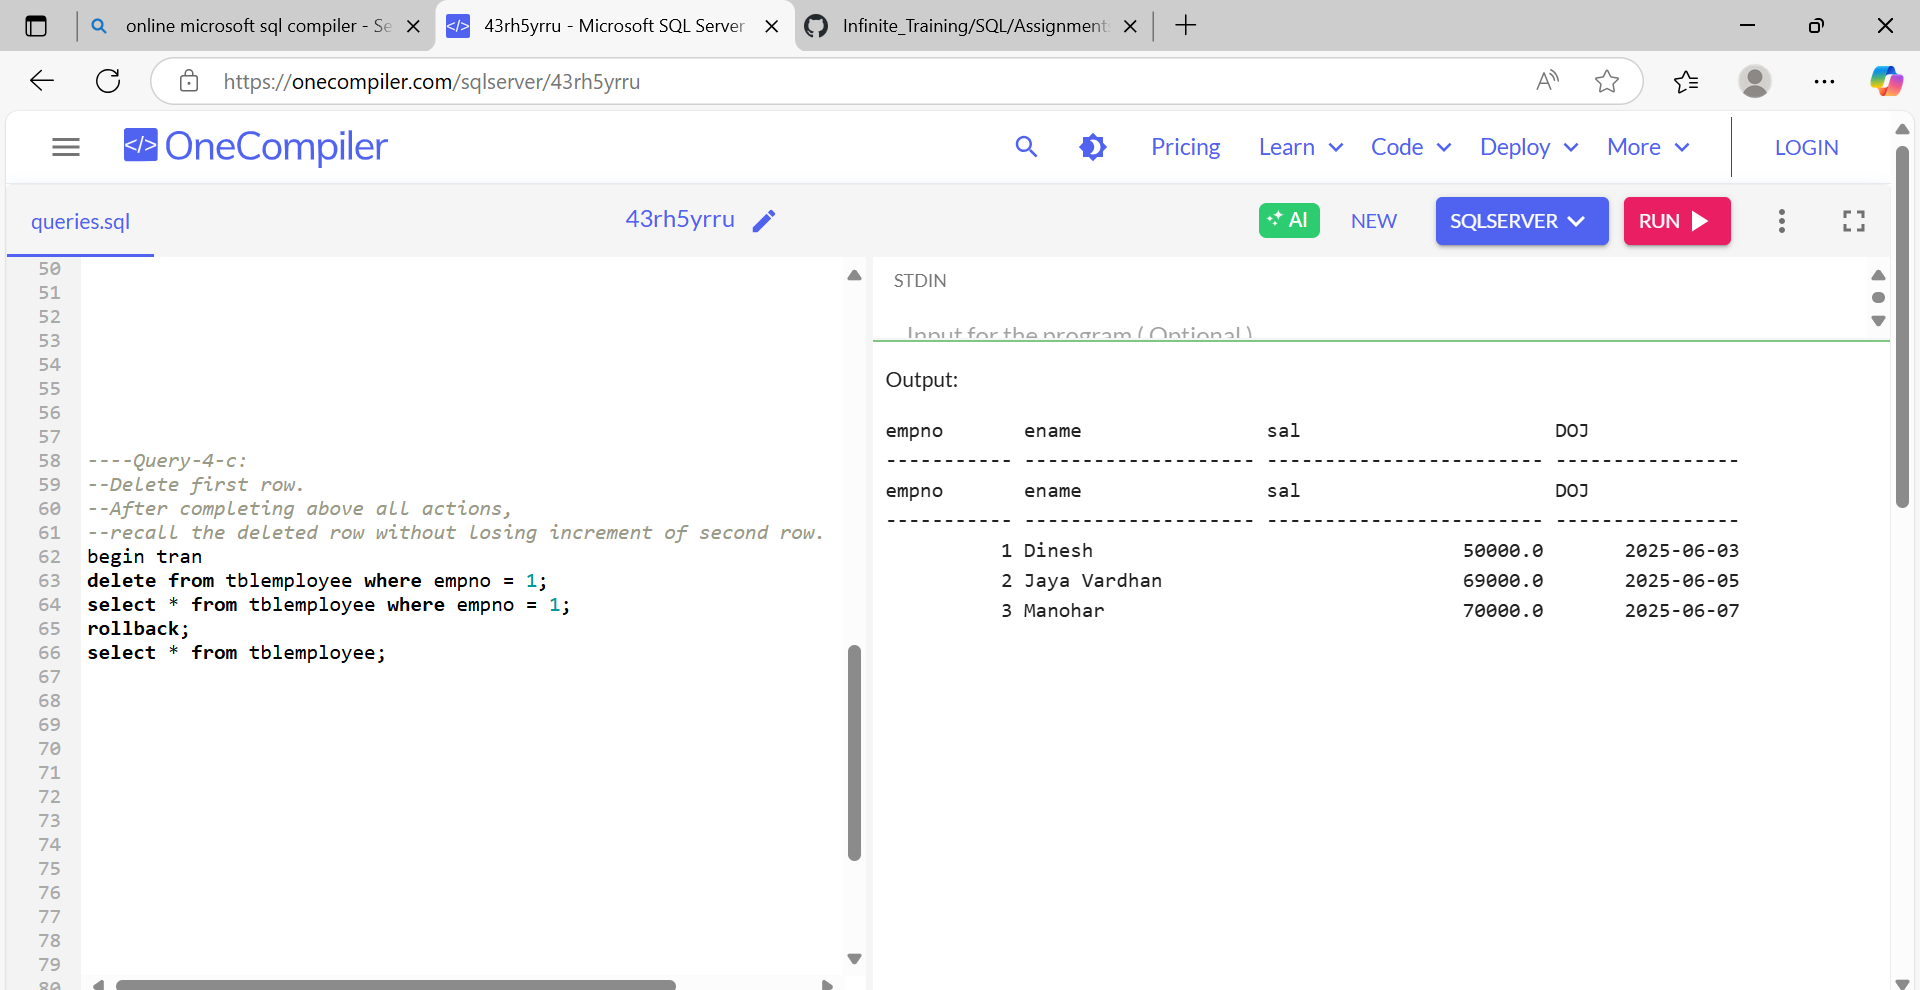 online microsoft sql compiler - Se
43rh5yrru - Microsoft SQL Server
Infinite_Training/SQL/Assignment
https://onecompiler.com/sqlserver/43rh5yrru
</> OneCompiler
Pricing
Learn
Code
Deploy
More
LOGIN
queries.sql
43rh5yrru
AI
NEW
SQLSERVER
RUN
50
51
52
53
54
55
56
57
58 ----Query-4-c:
59 --Delete first row.
60 --After completing above all actions,
61 --recall the deleted row without losing increment of second row.
62 begin tran
63 delete from tblemployee where empno = 1;
64 select * from tblemployee where empno = 1;
65 rollback;
66 select * from tblemployee;
67
68
69
70
71
72
73
74
75
76
77
78
79
80
STDIN
Input for the program ( Optional )
Output:
empno ename sal DOJ
----------- -------------------- ------------------------ ----------------
empno ename sal DOJ
----------- -------------------- ------------------------ ----------------
1 Dinesh 50000.0 2025-06-03
2 Jaya Vardhan 69000.0 2025-06-05
3 Manohar 70000.0 2025-06-07